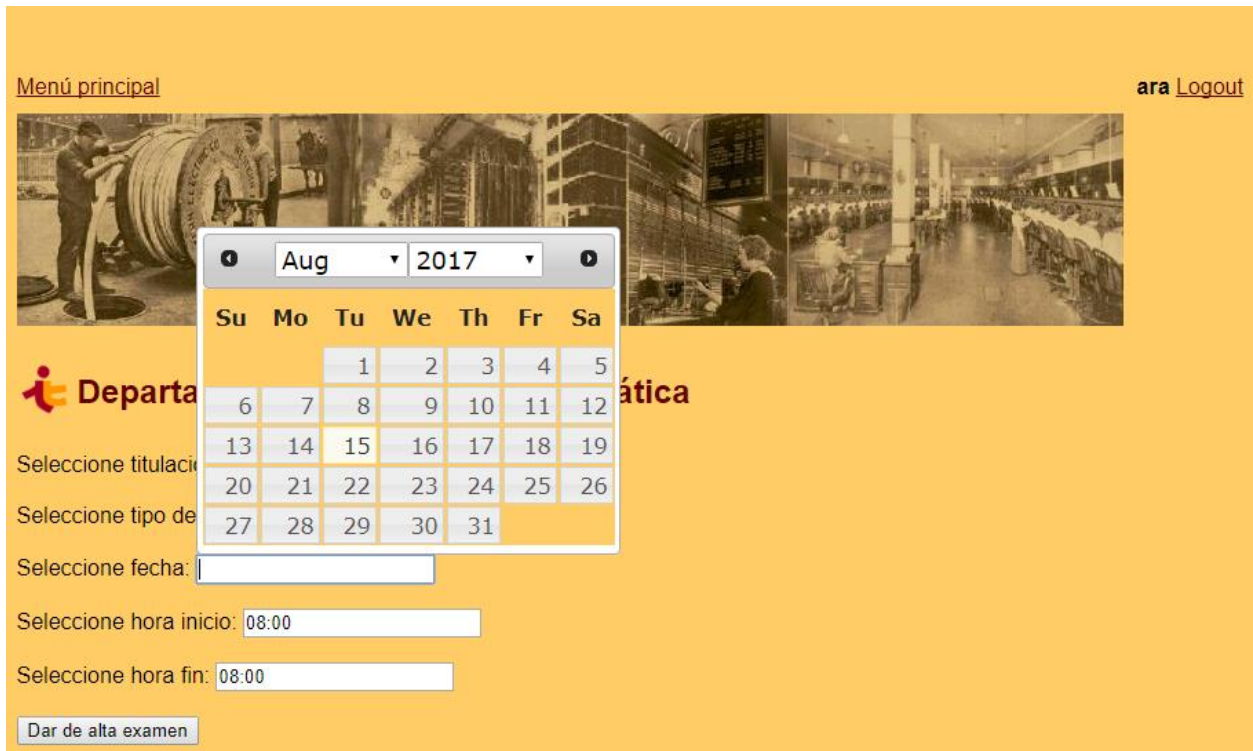 Menú principal
ara Logout
Aug 2017
Su Mo Tu We Th Fr Sa
1 2 3 4 5
6 7 8 9 10 11 12
13 14 15 16 17 18 19
20 21 22 23 24 25 26
27 28 29 30 31
Departa ática
Seleccione titulació
Seleccione tipo de
Seleccione fecha:
Seleccione hora inicio: 08:00
Seleccione hora fin: 08:00
Dar de alta examen